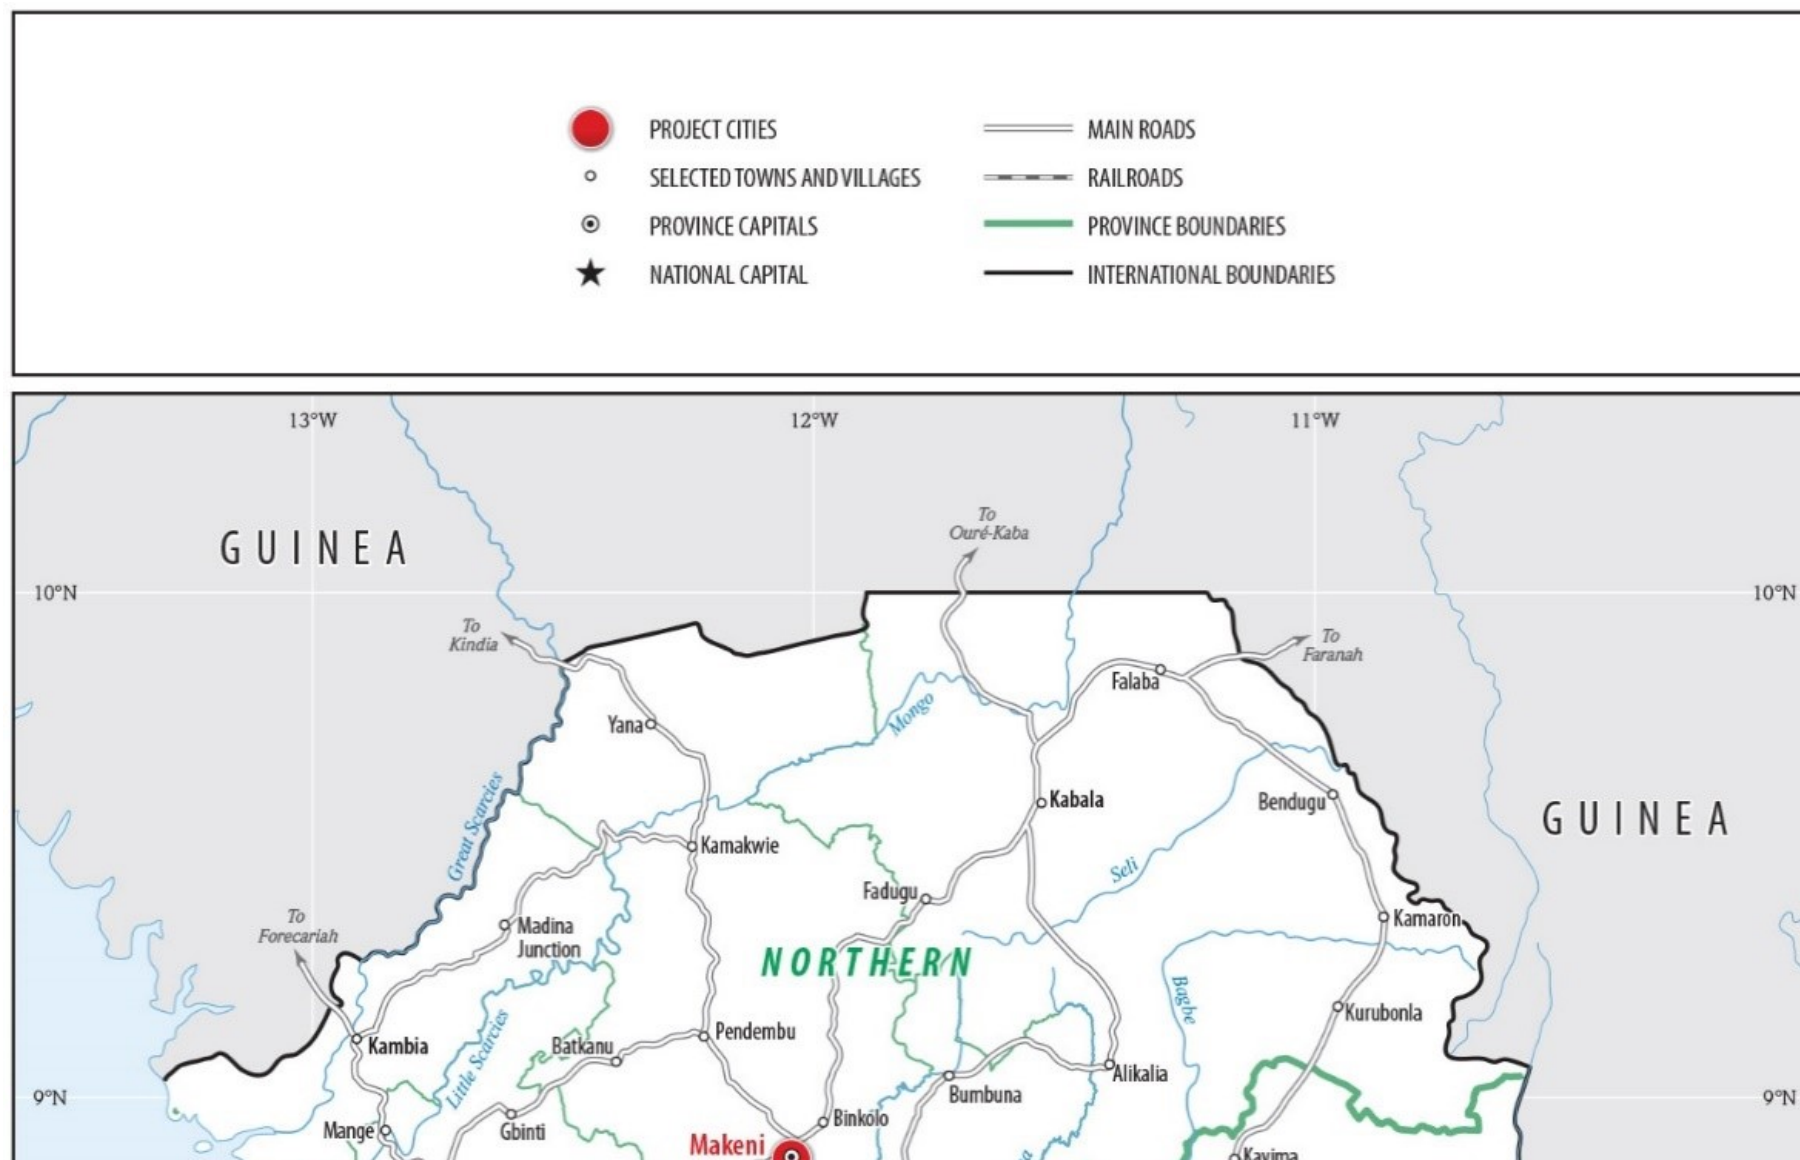 PROJECT CITIES
SELECTED TOWNS AND VILLAGES
PROVINCE CAPITALS
NATIONAL CAPITAL
MAIN ROADS
RAILROADS
PROVINCE BOUNDARIES
INTERNATIONAL BOUNDARIES
13°W
12°W
11°W
To
Ouré-Kaba
GUINEA
10°N
10°N
To
Kindia
To
Faranah
Falaba
Mongo
Yana
Great Scarcies
Kabala
Bendugu
GUINEA
Kamakwie
Seli
Fadugu
To
Forecariah
Madina
Junction
Kamaron
NORTHERN
Bagbe
Kurubonla
Little Scarcies
Kambia
Batkanu
Pendembu
Alikalia
Bumbuna
9°N
9°N
Mange
Gbinti
Binkolo
Makeni
Kayima